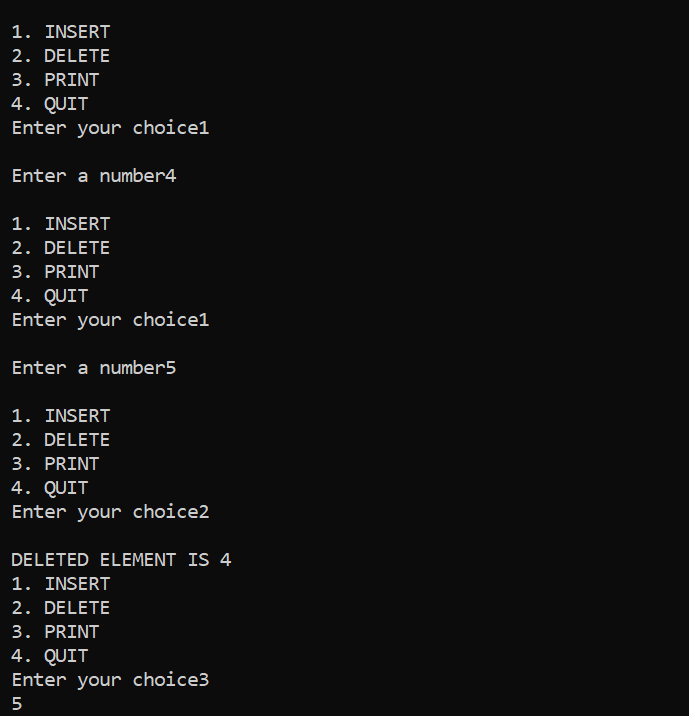 1. INSERT
2. DELETE
3. PRINT
4. QUIT
Enter your choice1
Enter a number4
1. INSERT
2. DELETE
3. PRINT
4. QUIT
Enter your choice1
Enter a number5
1. INSERT
2. DELETE
3. PRINT
4. QUIT
Enter your choice2
DELETED ELEMENT IS 4
1. INSERT
2. DELETE
3. PRINT
4. QUIT
Enter your choice3
5